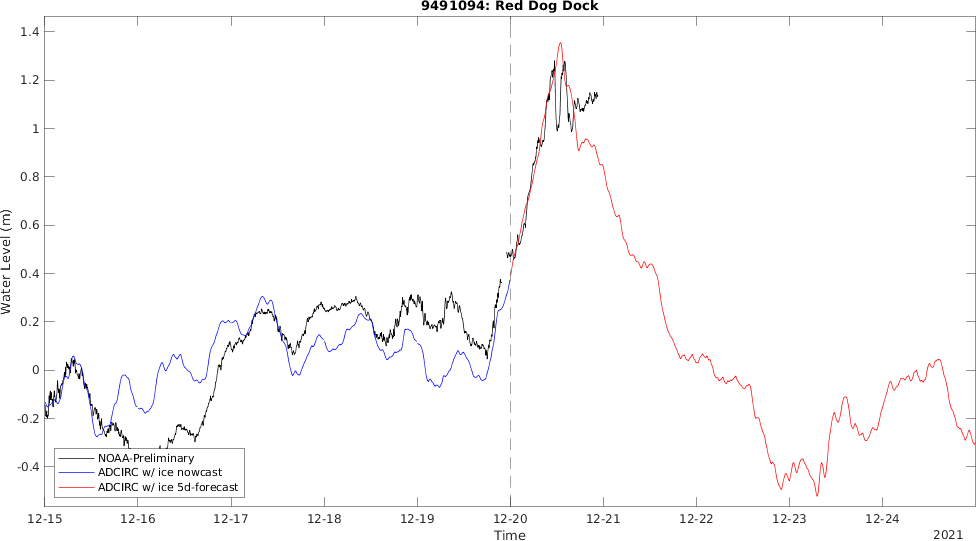 9491094: Red Dog Dock
1.4
1.2
1
0.8
0.6
0.4
0.2
0
-0.2
-0.4
Water Level (m)
NOAA-Preliminary
ADCIRC w/ ice nowcast
ADCIRC w/ ice 5d-forecast
12-15 12-16 12-17 12-18 12-19 12-20 12-21 12-22 12-23 12-24
Time
2021